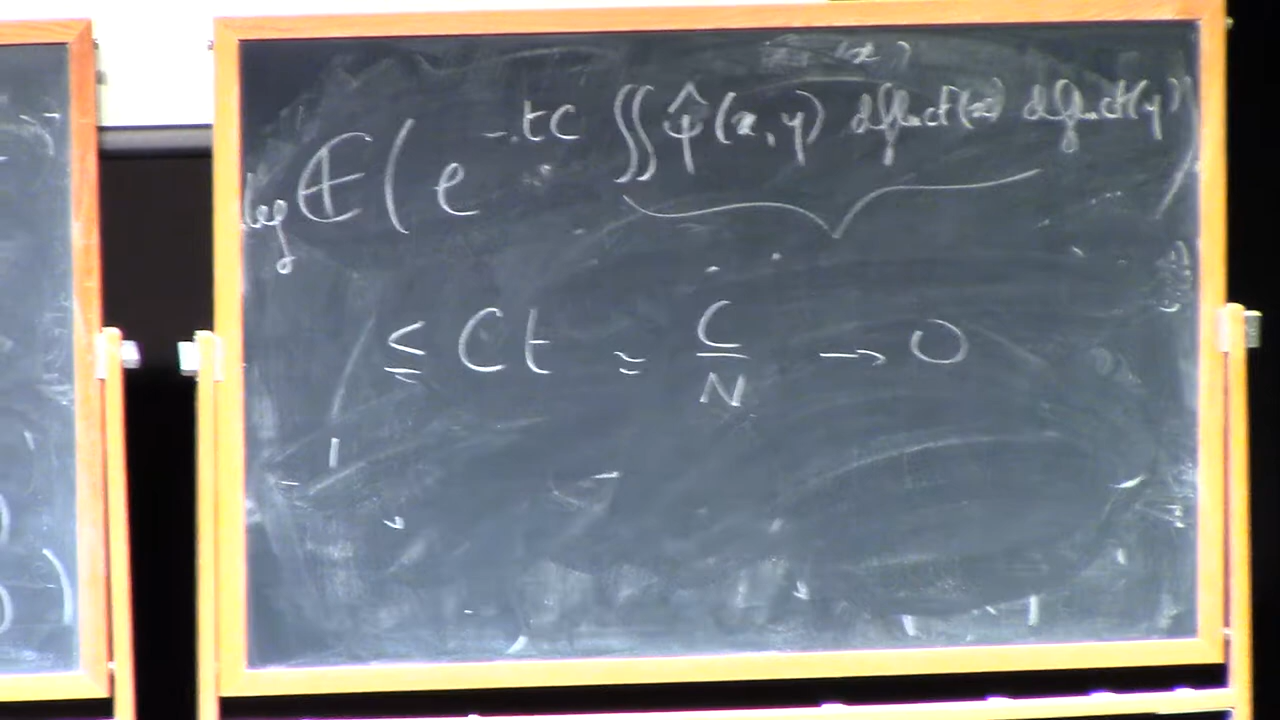 log E( e^{-tc ∬ ψ̂(x,y) dfluct(x) dfluct(y)} )
≤ Ct ≈ C/N → 0